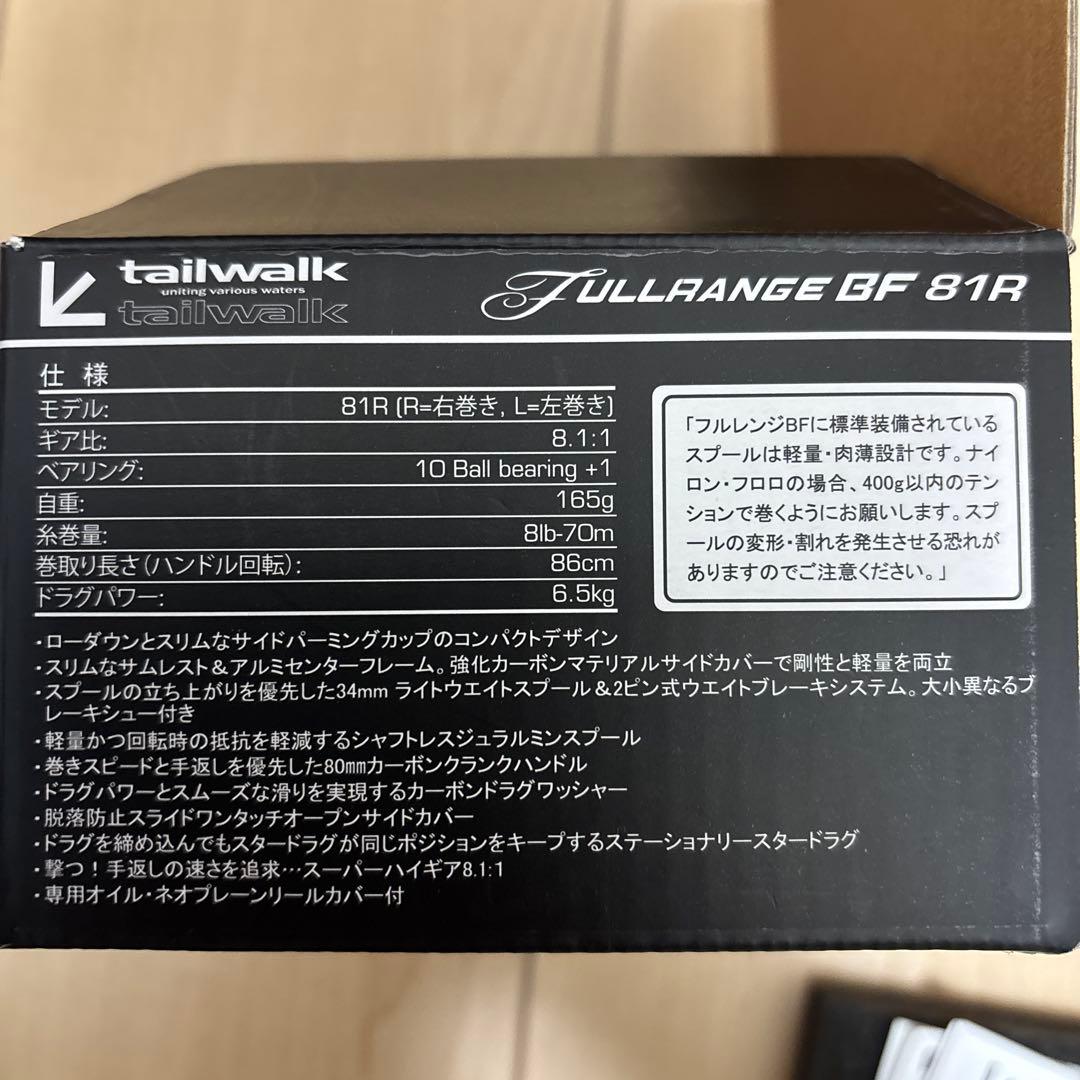 tailwalk
uniting various waters
tailwalk
FULLRANGE BF 81R
仕 様
モデル: 81R (R=右巻き, L=左巻き)
ギア比: 8.1:1
ベアリング: 10 Ball bearing +1
自重: 165g
糸巻量: 8lb-70m
巻取り長さ(ハンドル回転): 86cm
ドラグパワー: 6.5kg
「フルレンジBFに標準装備されている
スプールは軽量・肉薄設計です。ナイ
ロン・フロロの場合、400g以内のテン
ションで巻くようにお願いします。スプ
ールの変形・割れを発生させる恐れが
ありますのでご注意ください。」
・ローダウンとスリムなサイドパーミングカップのコンパクトデザイン
・スリムなサムレスト&アルミセンターフレーム。強化カーボンマテリアルサイドカバーで剛性と軽量を両立
・スプールの立ち上がりを優先した34mm ライトウエイトスプール&2ピン式ウエイトブレーキシステム。大小異なるブ
レーキシュー付き
・軽量かつ回転時の抵抗を軽減するシャフトレスジュラルミンスプール
・巻きスピードと手返しを優先した80mmカーボンクランクハンドル
・ドラグパワーとスムーズな滑りを実現するカーボンドラグワッシャー
・脱落防止スライドワンタッチオープンサイドカバー
・ドラグを締め込んでもスタードラグが同じポジションをキープするステーショナリースタードラグ
・撃つ!手返しの速さを追求…スーパーハイギア8.1:1
・専用オイル・ネオプレーンリールカバー付